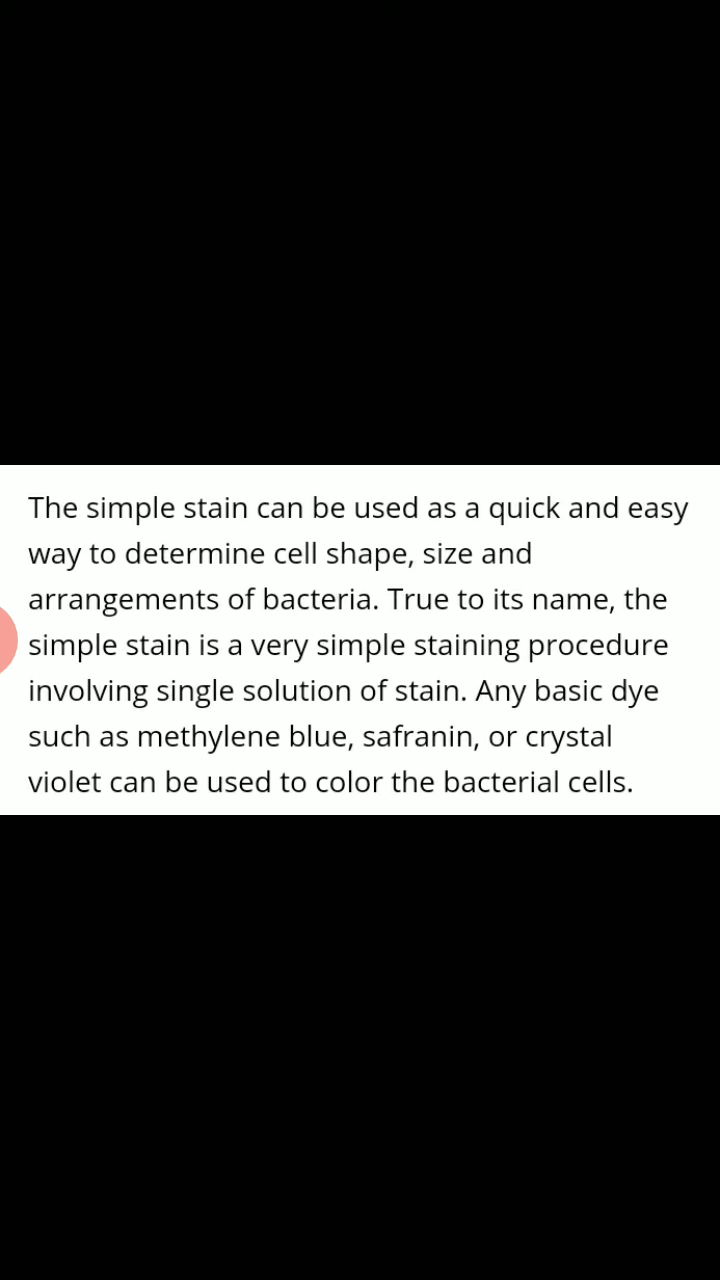 The simple stain can be used as a quick and easy
way to determine cell shape, size and
arrangements of bacteria. True to its name, the
simple stain is a very simple staining procedure
involving single solution of stain. Any basic dye
such as methylene blue, safranin, or crystal
violet can be used to color the bacterial cells.